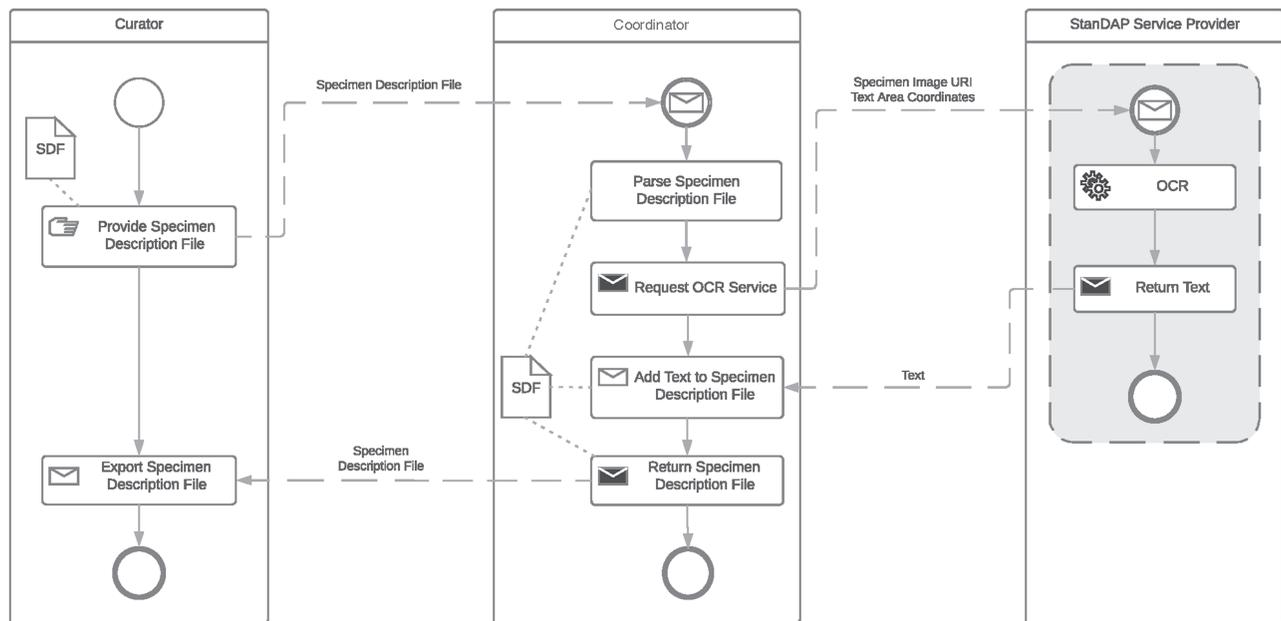 Curator
SDF
Provide Specimen
Description File
Export Specimen
Description File
Specimen Description File
Specimen
Description File
Coordinator
Parse Specimen
Description File
Request OCR Service
SDF
Add Text to Specimen
Description File
Return Specimen
Description File
Specimen Image URI
Text Area Coordinates
Text
StanDAP Service Provider
OCR
Return Text